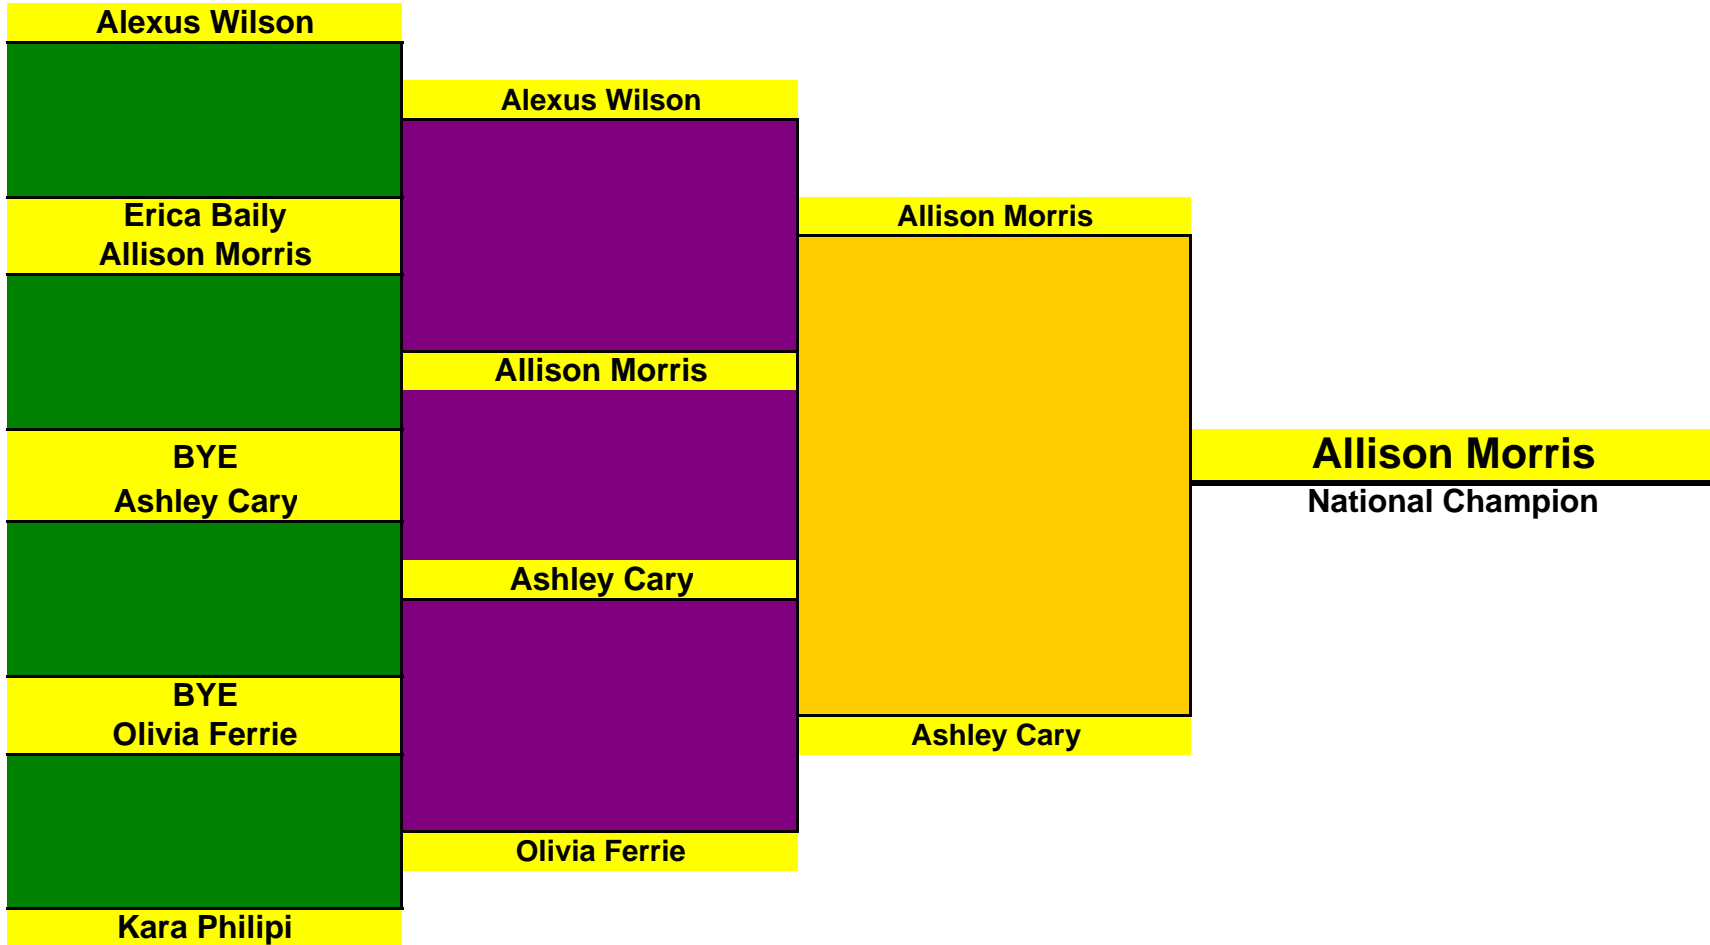 Alexus Wilson
Erica Baily
Allison Morris
BYE
Ashley Cary
BYE
Olivia Ferrie
Kara Philipi
Alexus Wilson
Allison Morris
Ashley Cary
Olivia Ferrie
Allison Morris
Ashley Cary
Allison Morris
National Champion